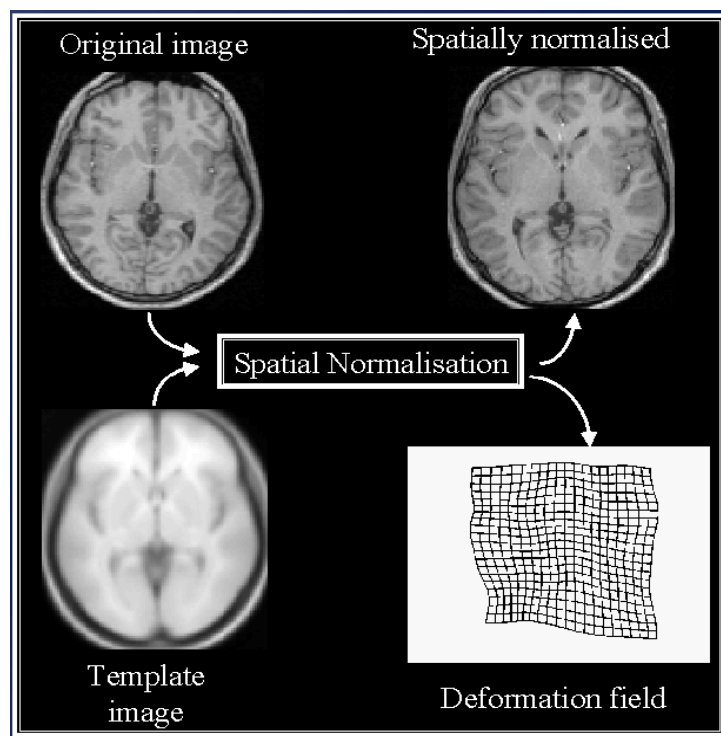 Original image
Spatially normalised
Spatial Normalisation
Template
image
Deformation field